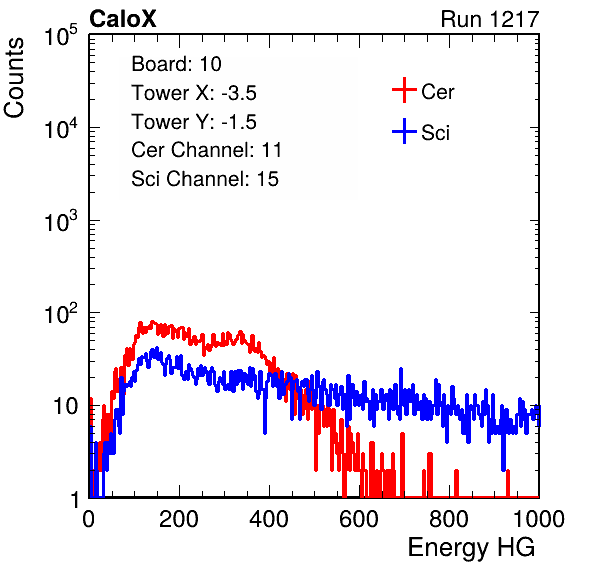 CaloX Run 1217
Counts
10^5
10^4
10^3
10^2
10
1
Board: 10
Tower X: -3.5
Tower Y: -1.5
Cer Channel: 11
Sci Channel: 15
Cer
Sci
0 200 400 600 800 1000
Energy HG